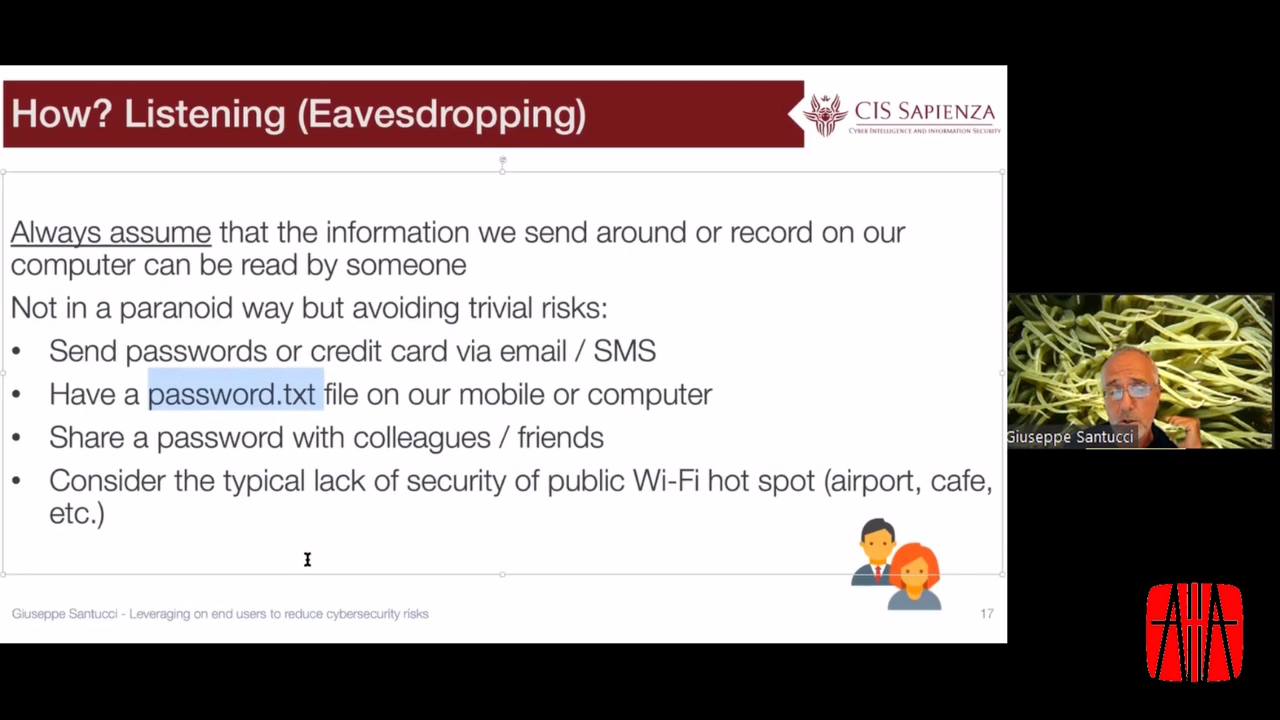 How? Listening (Eavesdropping)
CIS SAPIENZA
CYBER INTELLIGENCE AND INFORMATION SECURITY
Always assume that the information we send around or record on our
computer can be read by someone
Not in a paranoid way but avoiding trivial risks:
• Send passwords or credit card via email / SMS
• Have a password.txt file on our mobile or computer
• Share a password with colleagues / friends
• Consider the typical lack of security of public Wi-Fi hot spot (airport, cafe,
etc.)
Giuseppe Santucci - Leveraging on end users to reduce cybersecurity risks
17
Giuseppe Santucci